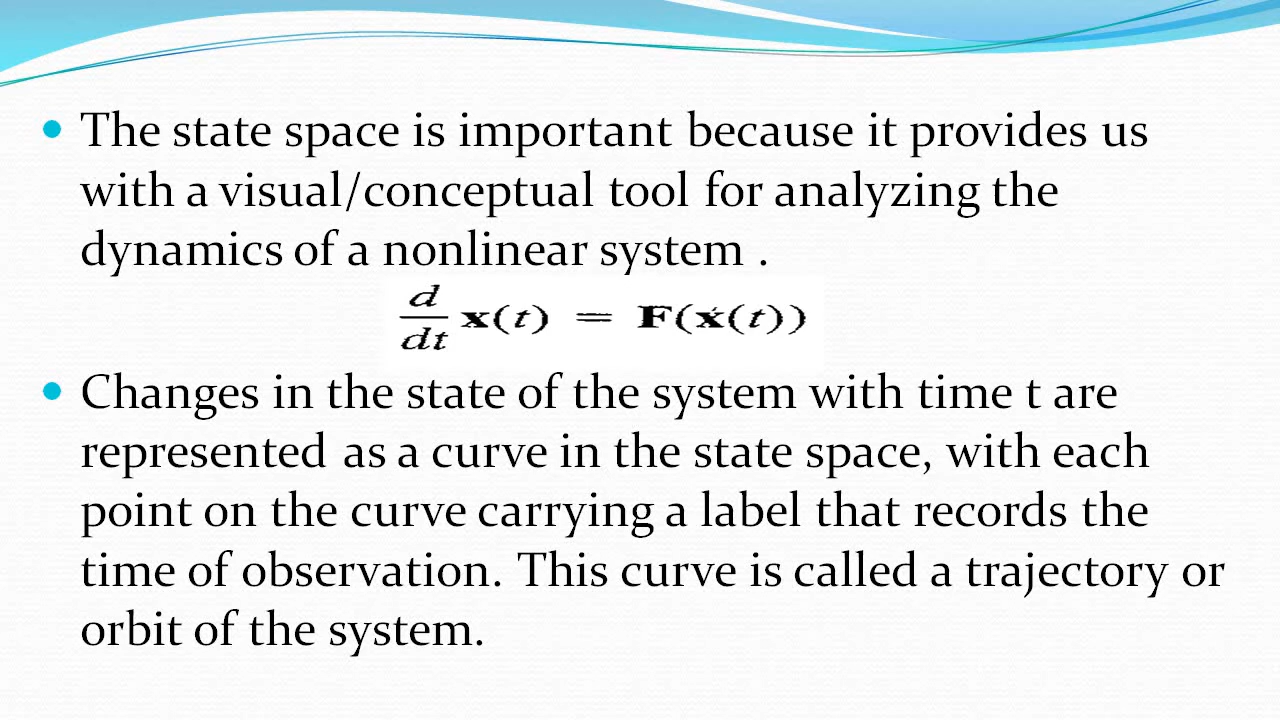 • The state space is important because it provides us
with a visual/conceptual tool for analyzing the
dynamics of a nonlinear system .
d/dt x(t) = F(x(t))
• Changes in the state of the system with time t are
represented as a curve in the state space, with each
point on the curve carrying a label that records the
time of observation. This curve is called a trajectory or
orbit of the system.